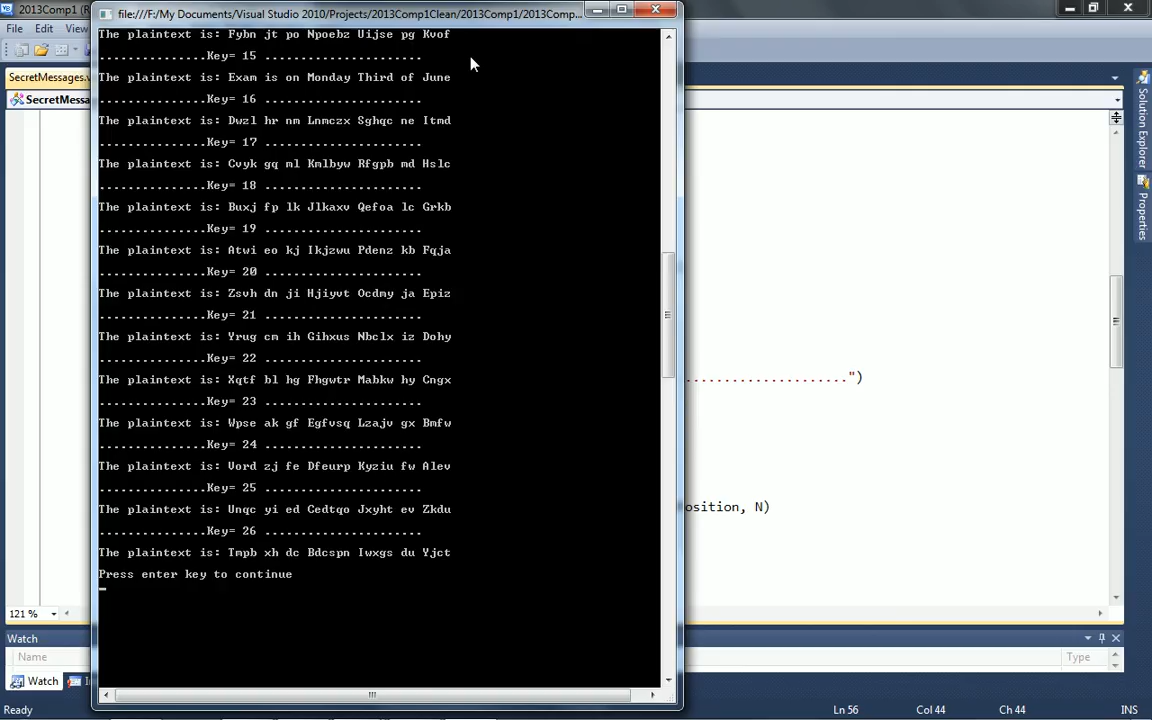 2013Comp1 (R
file:///F:/My Documents/Visual Studio 2010/Projects/2013Comp1Clean/2013Comp1/2013Comp...
File Edit View
SecretMessages.v
SecretMessa
The plaintext is: Fybn jt po Npoebz Uijse pg Kvof
...............Key= 15 ......................
The plaintext is: Exam is on Monday Third of June
...............Key= 16 ......................
The plaintext is: Dwzl hr nm Lnmczx Sghqc ne Itmd
...............Key= 17 ......................
The plaintext is: Cvyk gq ml Kmlbyw Rfgpb md Hslc
...............Key= 18 ......................
The plaintext is: Buxj fp lk Jlkaxv Qefoa lc Grkb
...............Key= 19 ......................
The plaintext is: Atwi eo kj Ikjzwu Pdenz kb Fqja
...............Key= 20 ......................
The plaintext is: Zsvh dn ji Hjiyvt Ocdmy ja Epiz
...............Key= 21 ......................
The plaintext is: Yrug cm ih Gihxus Nbclx iz Dohy
...............Key= 22 ......................
The plaintext is: Xqtf bl hg Fhgwtr Mabkw hy Cngx
...............Key= 23 ......................
The plaintext is: Wpse ak gf Egfvsq Lzajv gx Bmfw
...............Key= 24 ......................
The plaintext is: Vord zj fe Dfeurp Kyziu fw Alev
...............Key= 25 ......................
The plaintext is: Unqc yi ed Cedtqo Jxyht ev Zkdu
...............Key= 26 ......................
The plaintext is: Tmpb xh dc Bdcspn Iwxgs du Yjct
Press enter key to continue
......................")
osition, N)
Solution Explorer
Properties
121 %
Watch
Name
Type
Watch
Ready
Ln 56
Col 44
Ch 44
INS